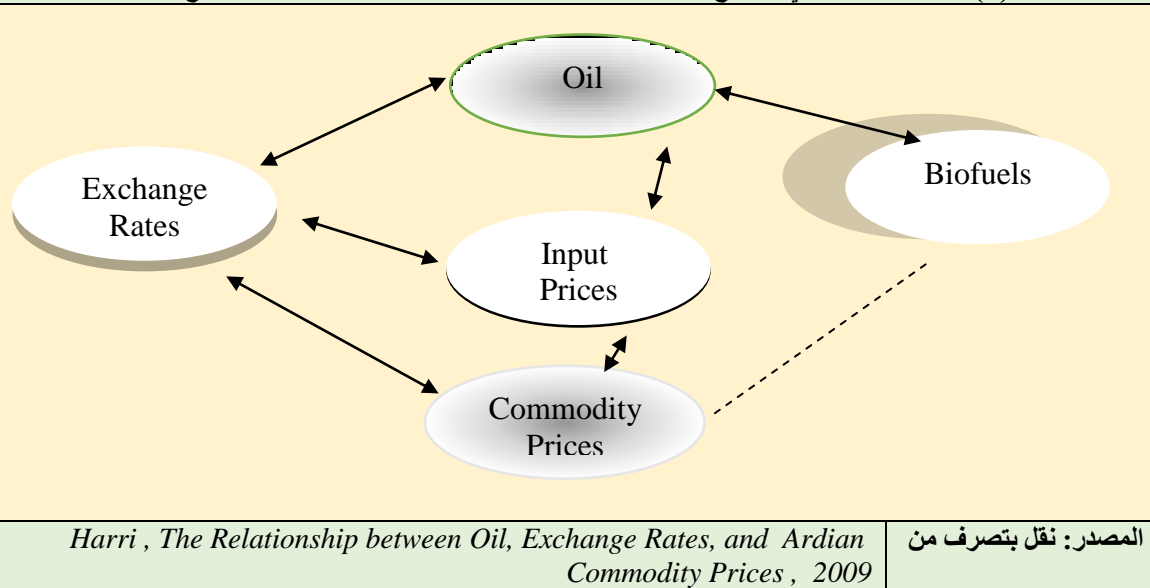 Oil
Biofuels
Exchange
Rates
Input
Prices
Commodity
Prices
المصدر: نقل بتصرف من
Harri , The Relationship between Oil, Exchange Rates, and Ardian
Commodity Prices , 2009